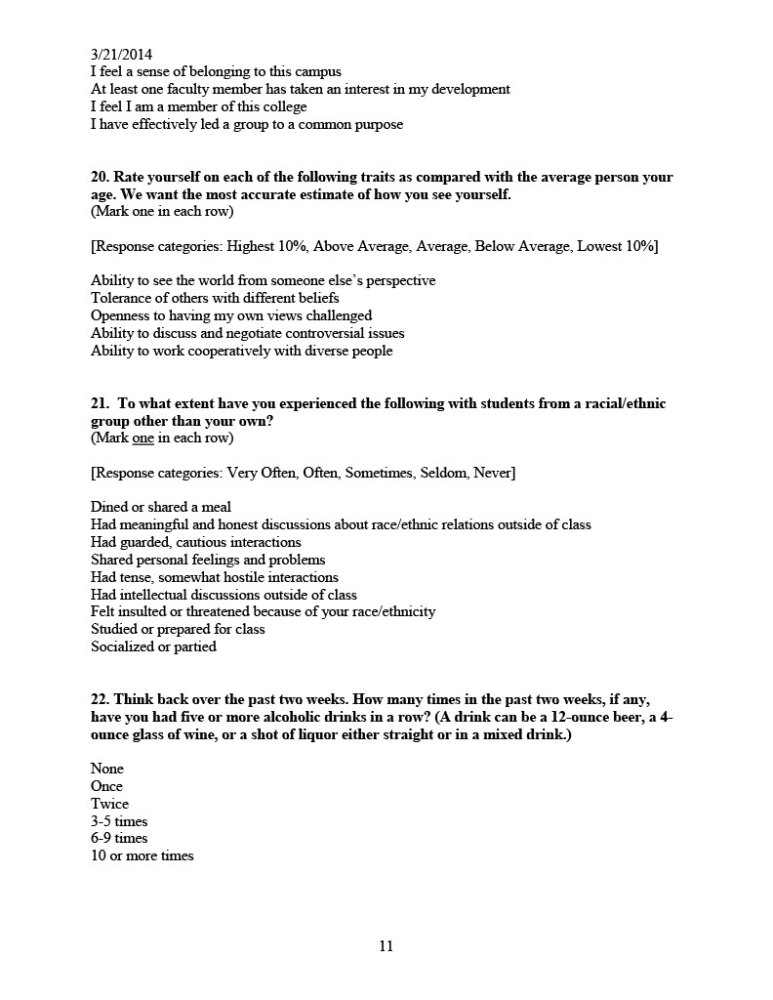 3/21/2014
I feel a sense of belonging to this campus
At least one faculty member has taken an interest in my development
I feel I am a member of this college
I have effectively led a group to a common purpose
20. Rate yourself on each of the following traits as compared with the average person your
age. We want the most accurate estimate of how you see yourself.
(Mark one in each row)
[Response categories: Highest 10%, Above Average, Average, Below Average, Lowest 10%]
Ability to see the world from someone else’s perspective
Tolerance of others with different beliefs
Openness to having my own views challenged
Ability to discuss and negotiate controversial issues
Ability to work cooperatively with diverse people
21.  To what extent have you experienced the following with students from a racial/ethnic
group other than your own?
(Mark one in each row)
[Response categories: Very Often, Often, Sometimes, Seldom, Never]
Dined or shared a meal
Had meaningful and honest discussions about race/ethnic relations outside of class
Had guarded, cautious interactions
Shared personal feelings and problems
Had tense, somewhat hostile interactions
Had intellectual discussions outside of class
Felt insulted or threatened because of your race/ethnicity
Studied or prepared for class
Socialized or partied
22. Think back over the past two weeks. How many times in the past two weeks, if any,
have you had five or more alcoholic drinks in a row? (A drink can be a 12-ounce beer, a 4-
ounce glass of wine, or a shot of liquor either straight or in a mixed drink.)
None
Once
Twice
3-5 times
6-9 times
10 or more times
11